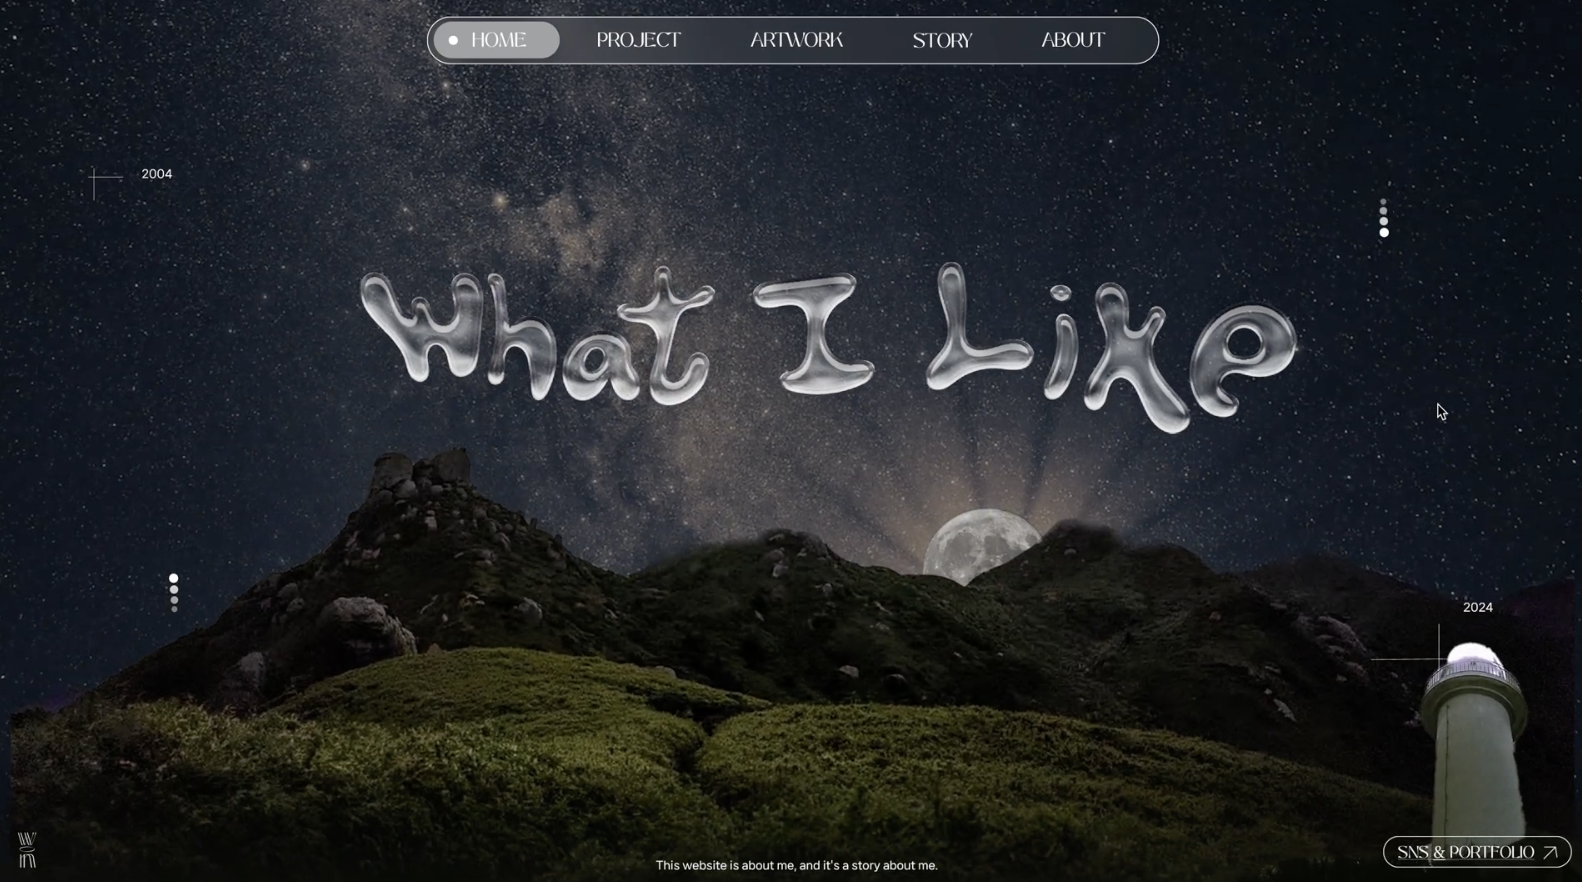 HOME PROJECT ARTWORK STORY ABOUT
2004
What I Like
2024
SNS & PORTFOLIO
This website is about me, and it's a story about me.